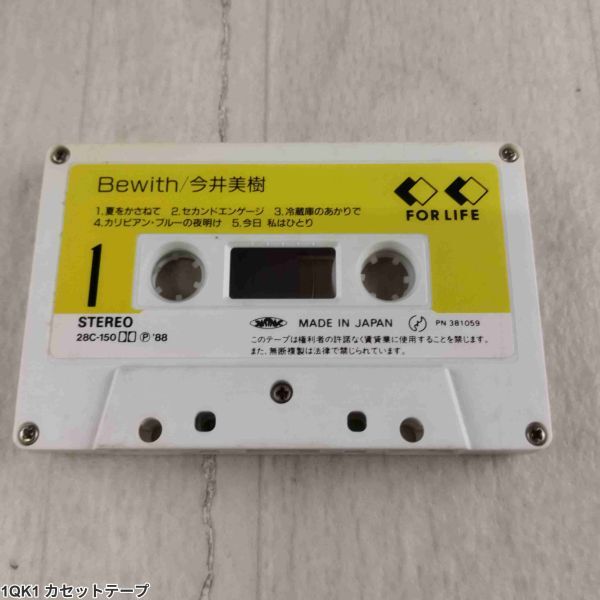 Bewith/今井美樹
FOR LIFE
1.夏をかさねて 2.セカンドエンゲージ 3.冷蔵庫のあかりで
4.カリビアン・ブルーの夜明け 5.今日 私はひとり
1
STEREO
28C-150 Ⓟ'88
MADE IN JAPAN
PN 381059
このテープは権利者の許諾なく賃貸業に使用することを禁じます。
また、無断複製は法律で禁じられています。
1QK1 カセットテープ